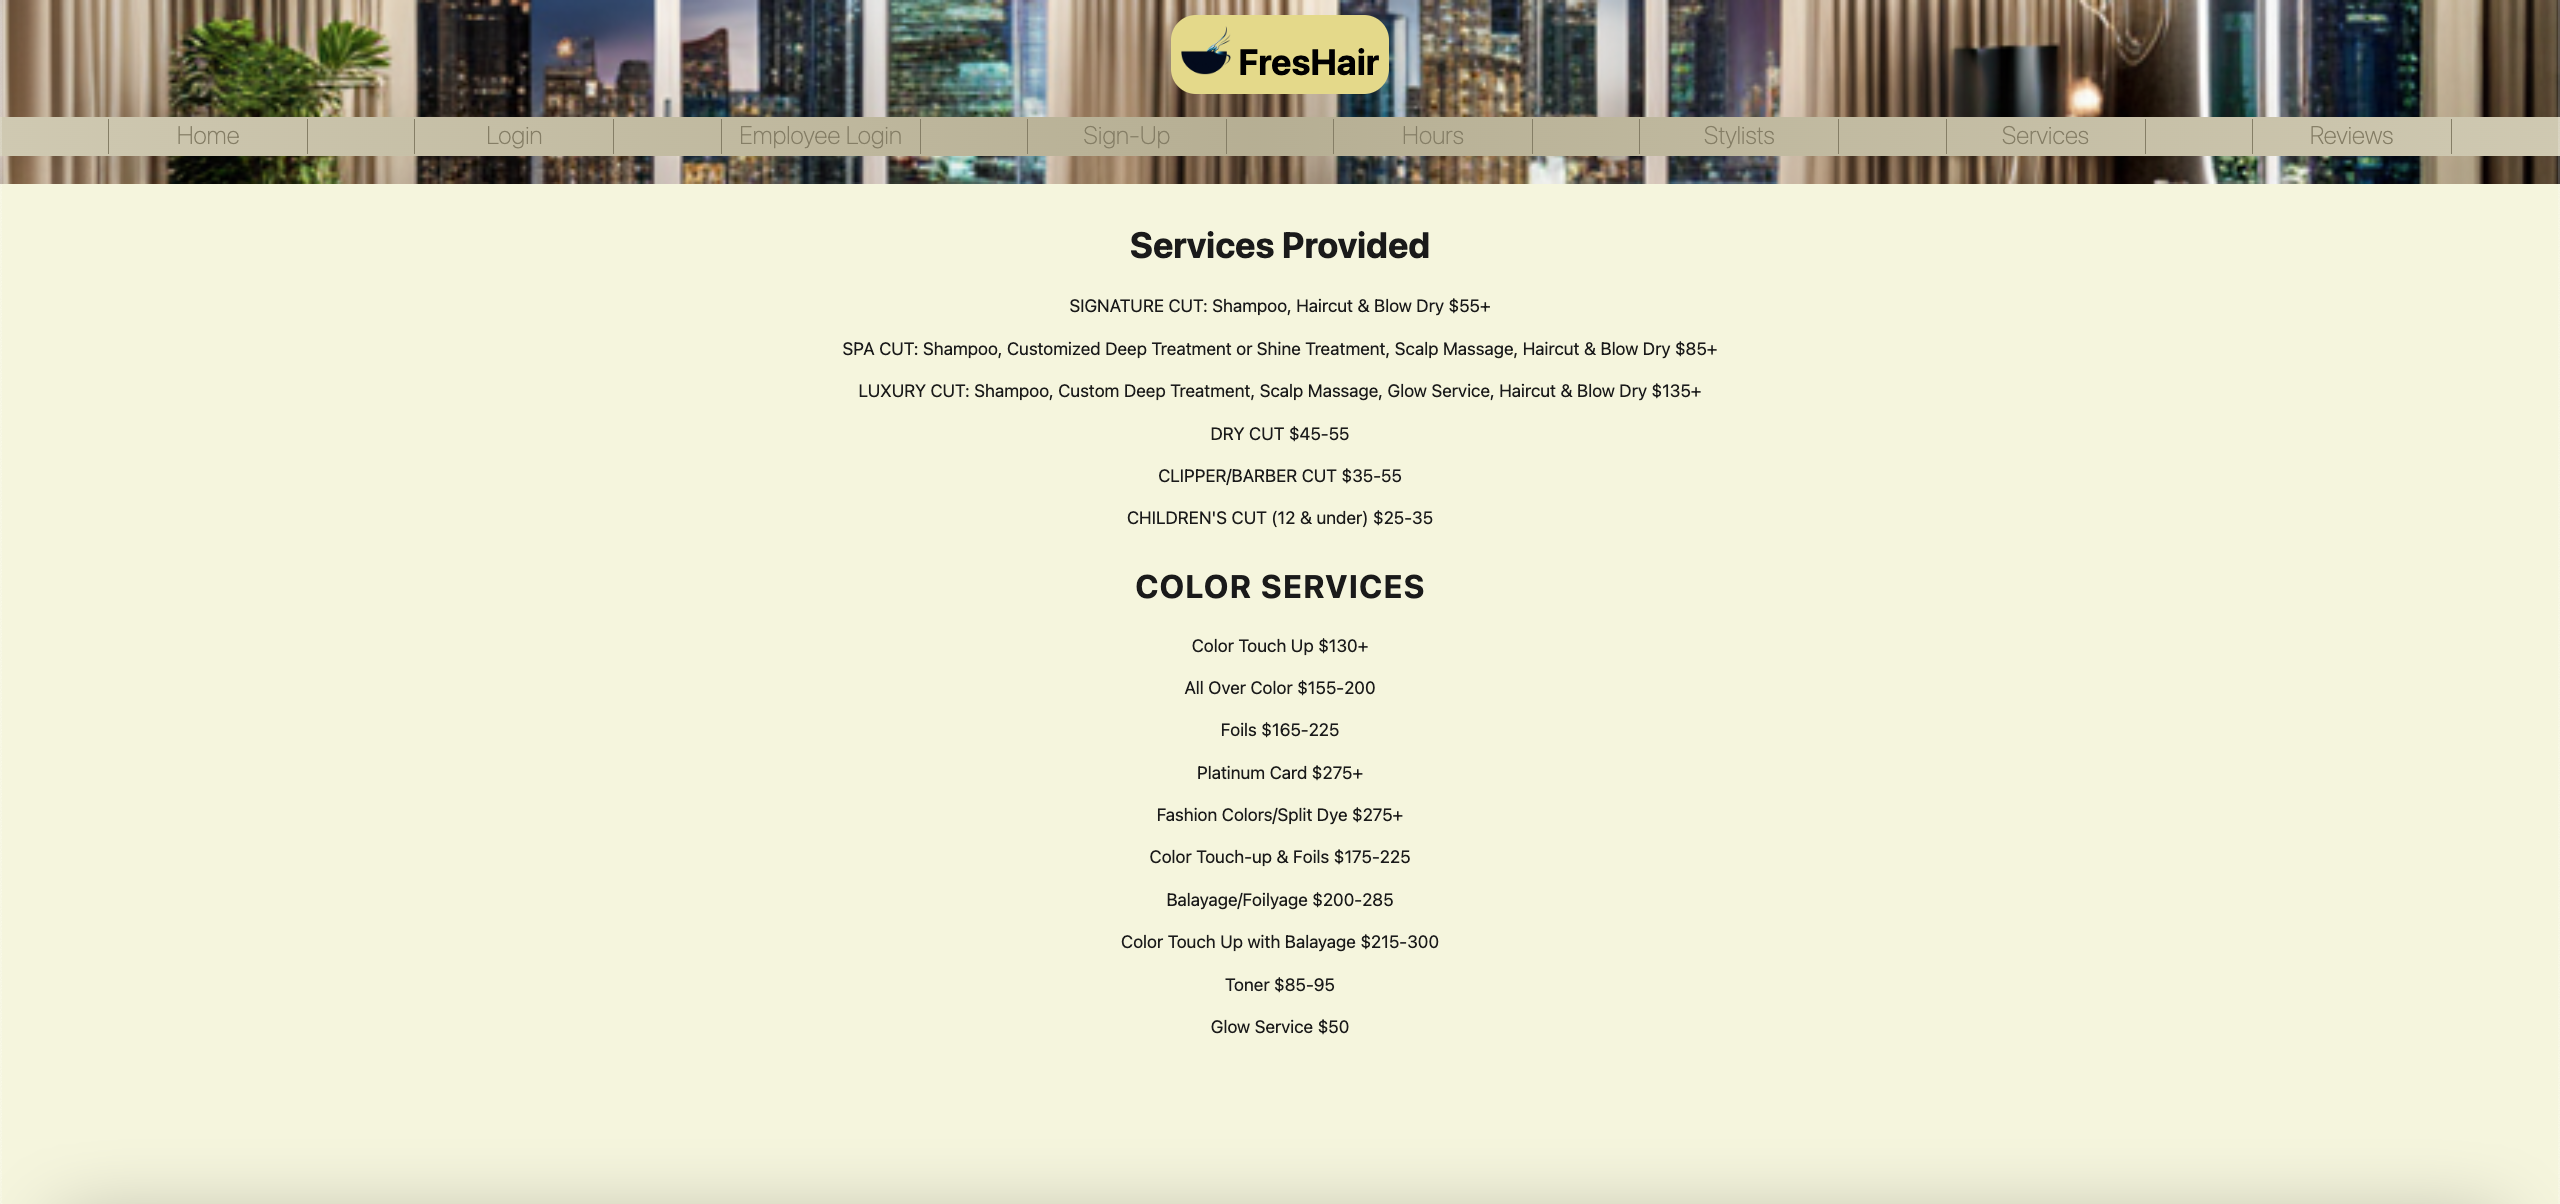 FresHair
Home Login Employee Login Sign-Up Hours Stylists Services Reviews
Services Provided
SIGNATURE CUT: Shampoo, Haircut & Blow Dry $55+
SPA CUT: Shampoo, Customized Deep Treatment or Shine Treatment, Scalp Massage, Haircut & Blow Dry $85+
LUXURY CUT: Shampoo, Custom Deep Treatment, Scalp Massage, Glow Service, Haircut & Blow Dry $135+
DRY CUT $45-55
CLIPPER/BARBER CUT $35-55
CHILDREN'S CUT (12 & under) $25-35
COLOR SERVICES
Color Touch Up $130+
All Over Color $155-200
Foils $165-225
Platinum Card $275+
Fashion Colors/Split Dye $275+
Color Touch-up & Foils $175-225
Balayage/Foilyage $200-285
Color Touch Up with Balayage $215-300
Toner $85-95
Glow Service $50